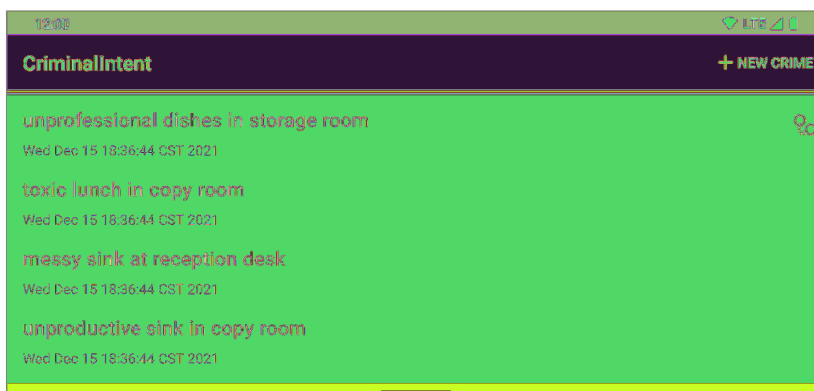 12:00 LTE
CriminalIntent + NEW CRIME
unprofessional dishes in storage room
Wed Dec 15 18:36:44 CST 2021
toxic lunch in copy room
Wed Dec 15 18:36:44 CST 2021
messy sink at reception desk
Wed Dec 15 18:36:44 CST 2021
unproductive sink in copy room
Wed Dec 15 18:36:44 CST 2021